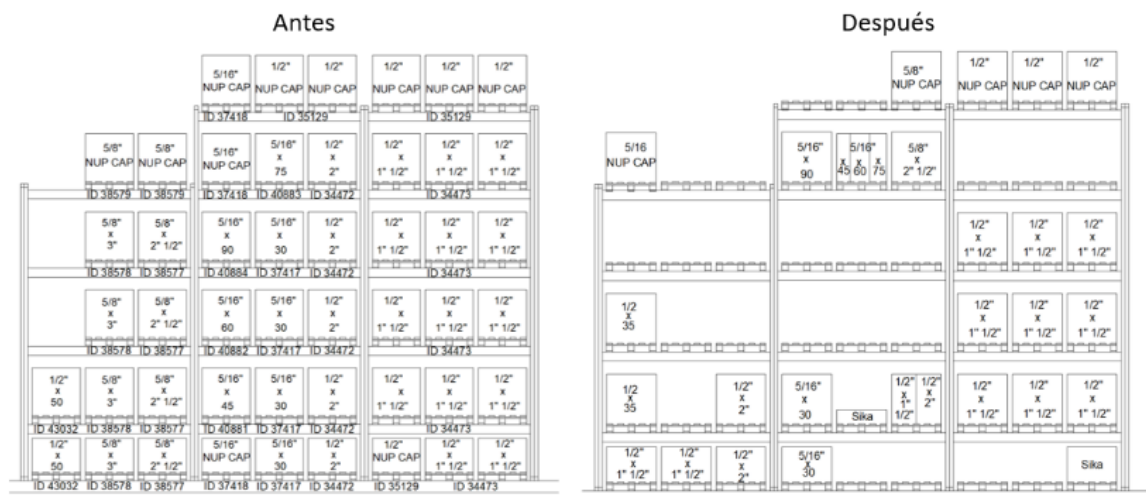 Antes
5/16" 1/2" 1/2" 1/2" 1/2" 1/2"
NUP CAP NUP CAP NUP CAP NUP CAP NUP CAP NUP CAP
ID 37418 ID 35129 ID 35129
5/8" 5/8" 5/16" 5/16" 1/2" 1/2" 1/2" 1/2"
x x x x x
NUP CAP NUP CAP NUP CAP 75 2" 1" 1/2" 1" 1/2" 1" 1/2"
ID 38579 ID 38579 ID 37418 ID 40883 ID 34472 ID 34473
5/8" 5/8" 5/16" 5/16" 1/2" 1/2" 1/2" 1/2"
x x x x x x x x
3" 2" 1/2" 90 30 2" 1" 1/2" 1" 1/2" 1" 1/2"
ID 38578 ID 38577 ID 40884 ID 37417 ID 34472 ID 34473
5/8" 5/8" 5/16" 5/16" 1/2" 1/2" 1/2" 1/2"
x x x x x x x x
3" 2" 1/2" 60 30 2" 1" 1/2" 1" 1/2" 1" 1/2"
ID 38578 ID 38577 ID 40882 ID 37417 ID 34472 ID 34473
1/2" 5/8" 5/8" 5/16" 5/16" 1/2" 1/2" 1/2" 1/2"
x x x x x x x x x
50 3" 2" 1/2" 45 30 2" 1" 1/2" 1" 1/2" 1" 1/2"
ID 43032 ID 38578 ID 38577 ID 40881 ID 37417 ID 34472 ID 34473
1/2" 5/8" 5/8" 5/16" 5/16" 1/2" 1/2" 1/2" 1/2"
x x x x x x x
50 3" 2" 1/2" NUP CAP 30 2" NUP CAP 1" 1/2" 1" 1/2"
ID 43032 ID 38578 ID 38577 ID 37418 ID 37417 ID 34472 ID 35129 ID 34473
Después
5/8" 1/2" 1/2" 1/2"
NUP CAP NUP CAP NUP CAP NUP CAP
5/16 5/16" 5/16" 5/8"
x x x x x
NUP CAP 90 45 60 75 2" 1/2"
1/2" 1/2" 1/2"
x x x
1" 1/2" 1" 1/2" 1" 1/2"
1/2 1/2" 1/2" 1/2"
x x x x
35 1" 1/2" 1" 1/2" 1" 1/2"
1/2 1/2" 5/16" 1/2" 1/2" 1/2" 1/2" 1/2"
x x x x x x x x
35 2" 30 Sika 1" 1/2" 2" 1" 1/2" 1" 1/2" 1" 1/2"
1/2" 1/2" 1/2" 5/16"
x x x x
1" 1/2" 1" 1/2" 2" 30 Sika